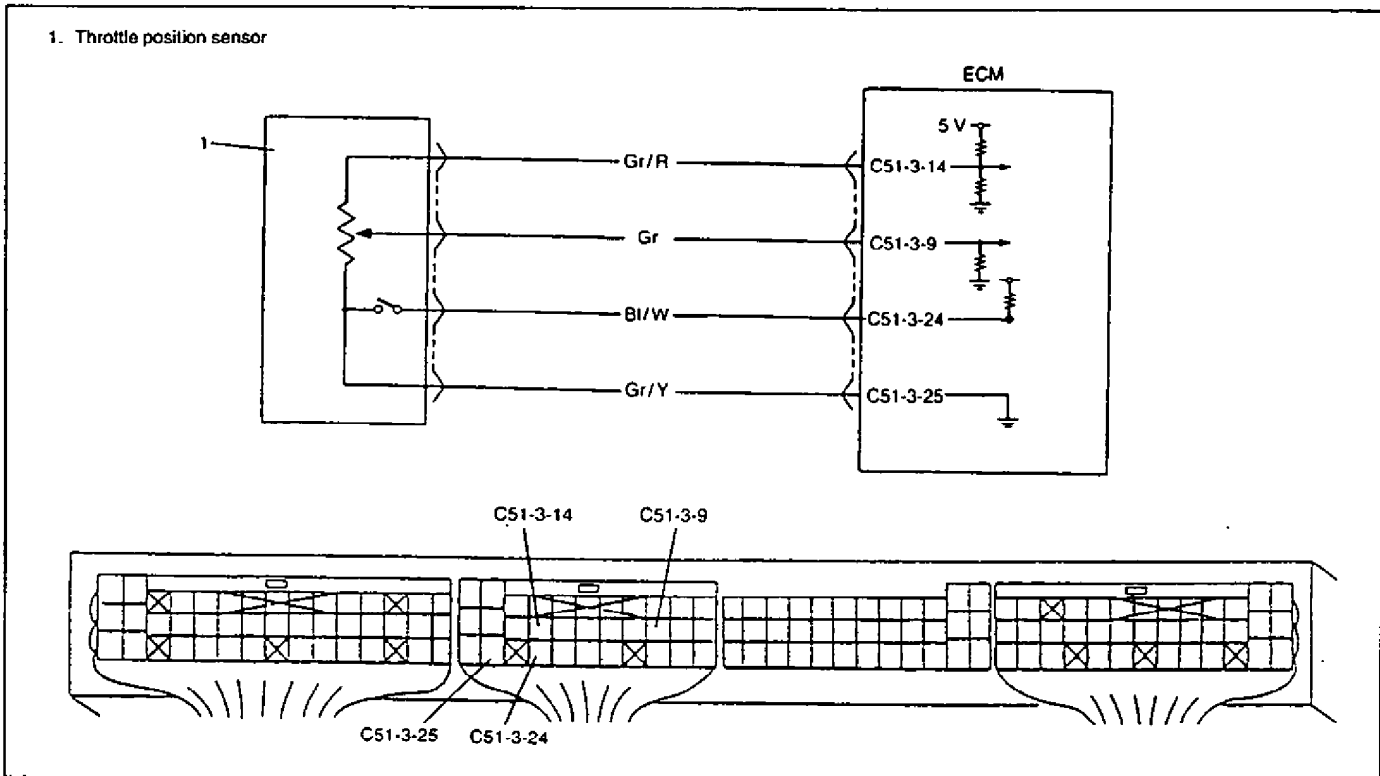 1. Throttle position sensor
ECM
5 V
1
Gr/R
C51-3-14
Gr
C51-3-9
Bl/W
C51-3-24
Gr/Y
C51-3-25
C51-3-14
C51-3-9
C51-3-25
C51-3-24